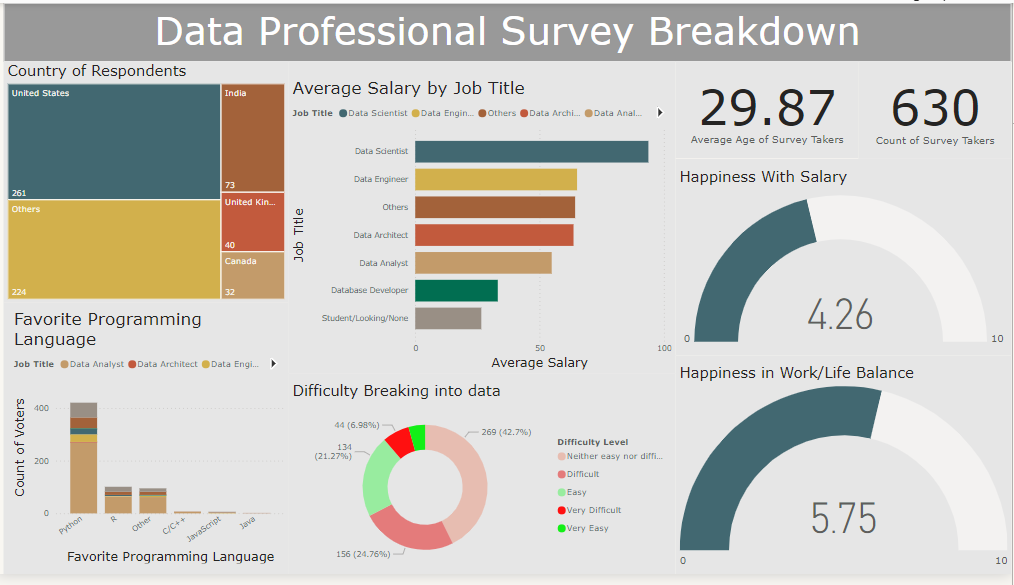 Data Professional Survey Breakdown
Country of Respondents
United States
261
Others
224
India
73
United Kin...
40
Canada
32
Average Salary by Job Title
Job Title Data Scientist Data Engin... Others Data Archi... Data Anal...
Job Title
Data Scientist
Data Engineer
Others
Data Architect
Data Analyst
Database Developer
Student/Looking/None
0 50 100
Average Salary
29.87
Average Age of Survey Takers
630
Count of Survey Takers
Happiness With Salary
4.26
0 10
Favorite Programming
Language
Job Title Data Analyst Data Architect Data Engi...
Count of Voters
400
200
0
Python R Other C/C++ JavaScript Java
Favorite Programming Language
Difficulty Breaking into data
44 (6.98%)
269 (42.7%)
134
(21.27%)
156 (24.76%)
Difficulty Level
Neither easy nor diffi...
Difficult
Easy
Very Difficult
Very Easy
Happiness in Work/Life Balance
5.75
0 10